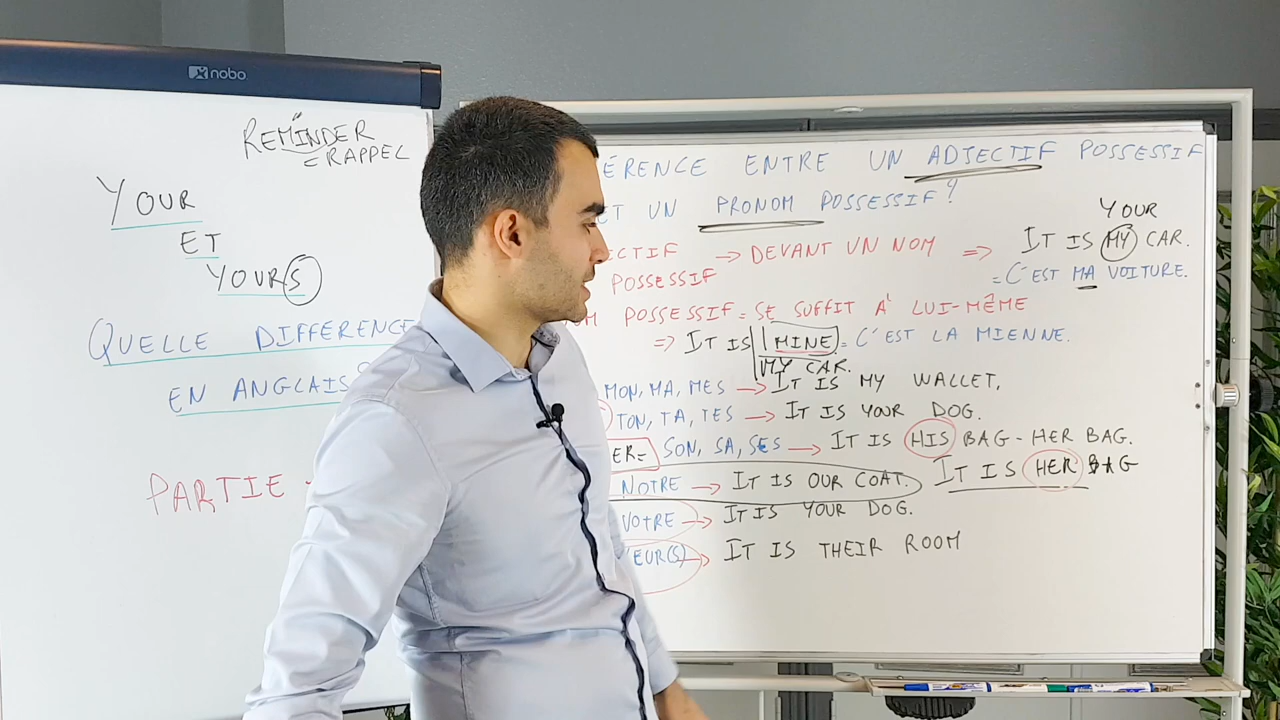 nobo
REMINDER
= RAPPEL
YOUR
ET
YOURS
QUELLE DIFFERENCE
EN ANGLAIS?
PARTIE
ÉRENCE ENTRE UN ADJECTIF POSSESSIF
ET UN PRONOM POSSESSIF?
YOUR
ECTIF → DEVANT UN NOM => IT IS MY CAR.
POSSESSIF = C'EST MA VOITURE.
OM POSSESSIF = SE SUFFIT À LUI-MÊME
=> IT IS MINE = C'EST LA MIENNE.
MY CAR.
MON, MA, MES → IT IS MY WALLET.
TON, TA, TES → IT IS YOUR DOG.
ER= SON, SA, SES → IT IS HIS BAG - HER BAG.
NOTRE → IT IS OUR COAT. IT IS HER BAG
VOTRE → IT IS YOUR DOG.
EUR(S) → IT IS THEIR ROOM